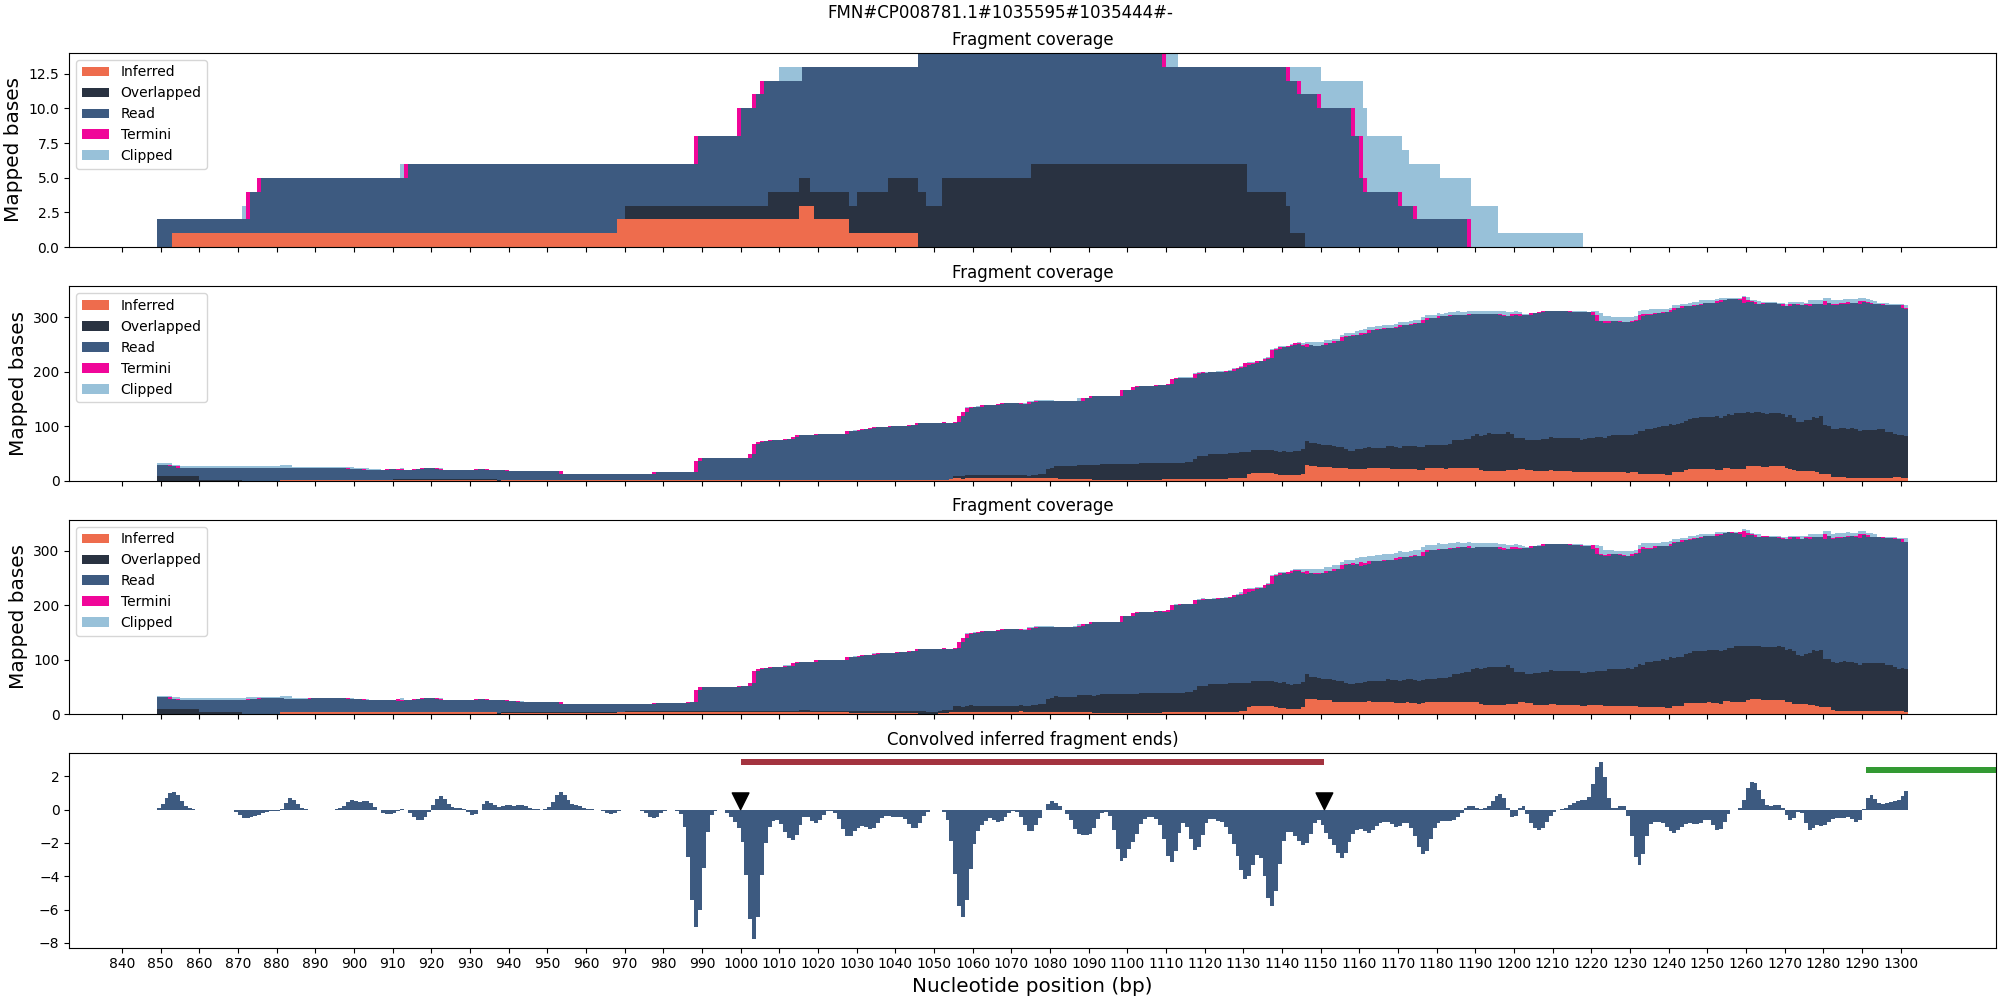 FMN#CP008781.1#1035595#1035444#-
Fragment coverage
Mapped bases
12.5
10.0
7.5
5.0
2.5
0.0
Inferred
Overlapped
Read
Termini
Clipped
Fragment coverage
Mapped bases
300
200
100
0
Inferred
Overlapped
Read
Termini
Clipped
Fragment coverage
Mapped bases
300
200
100
0
Inferred
Overlapped
Read
Termini
Clipped
Convolved inferred fragment ends)
2
0
−2
−4
−6
−8
840 850 860 870 880 890 900 910 920 930 940 950 960 970 980 990 1000 1010 1020 1030 1040 1050 1060 1070 1080 1090 1100 1110 1120 1130 1140 1150 1160 1170 1180 1190 1200 1210 1220 1230 1240 1250 1260 1270 1280 1290 1300
Nucleotide position (bp)